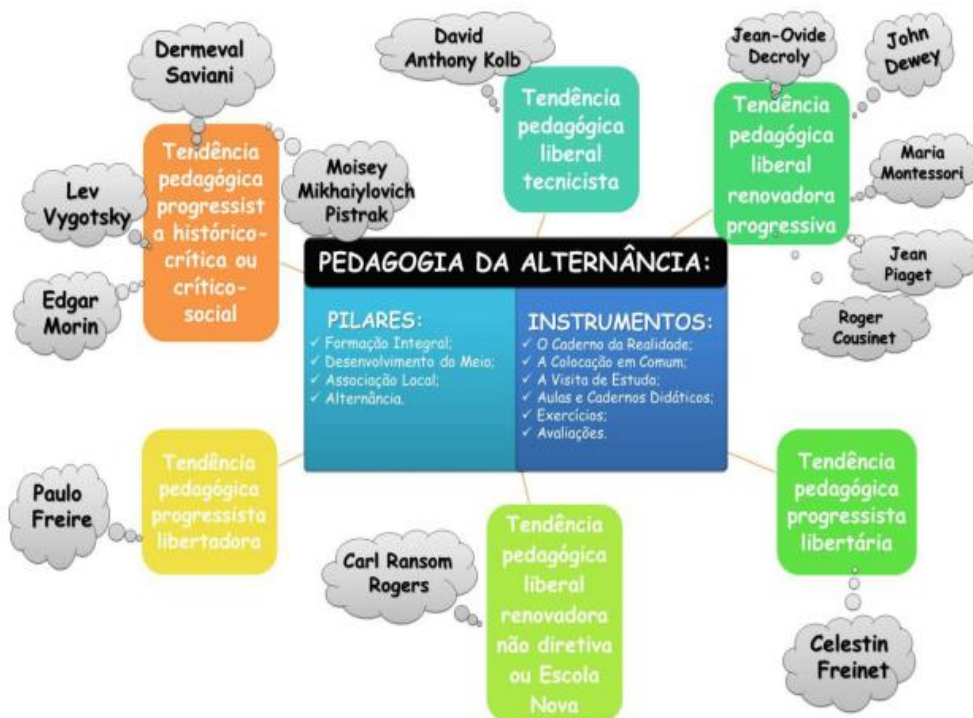 Dermeval
Saviani
David
Anthony Kolb
Jean-Ovide
Decroly
John
Dewey
Tendência
pedagógica
progressist
a histórico-
crítica ou
crítico-
social
Lev
Vygotsky
Edgar
Morin
Moisey
Mikhaiylovich
Pistrak
Tendência
pedagógica
liberal
tecnicista
Tendência
pedagógica
liberal
renovadora
progressiva
Maria
Montessori
Jean
Piaget
Roger
Cousinet
PEDAGOGIA DA ALTERNÂNCIA:
PILARES:
✓ Formação Integral;
✓ Desenvolvimento do Meio;
✓ Associação Local;
✓ Alternância.
INSTRUMENTOS:
✓ O Caderno da Realidade;
✓ A Colocação em Comum;
✓ A Visita de Estudo;
✓ Aulas e Cadernos Didáticos;
✓ Exercícios;
✓ Avaliações.
Paulo
Freire
Tendência
pedagógica
progressista
libertadora
Carl Ransom
Rogers
Tendência
pedagógica
liberal
renovadora
não diretiva
ou Escola
Nova
Tendência
pedagógica
progressista
libertária
Celestin
Freinet